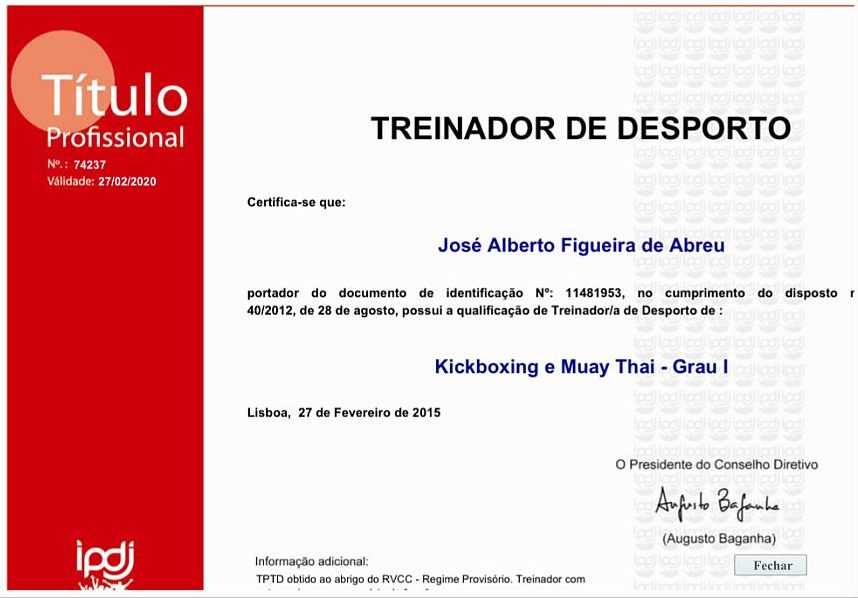 Título
Profissional
Nº.: 74237
Válidade: 27/02/2020
TREINADOR DE DESPORTO
Certifica-se que:
José Alberto Figueira de Abreu
portador do documento de identificação Nº: 11481953, no cumprimento do disposto
40/2012, de 28 de agosto, possui a qualificação de Treinador/a de Desporto de :
Kickboxing e Muay Thai - Grau I
Lisboa, 27 de Fevereiro de 2015
O Presidente do Conselho Diretivo
Augusto Baganha
(Augusto Baganha)
Fechar
ipdj
Informação adicional:
TPTD obtido ao abrigo do RVCC - Regime Provisório. Treinador com